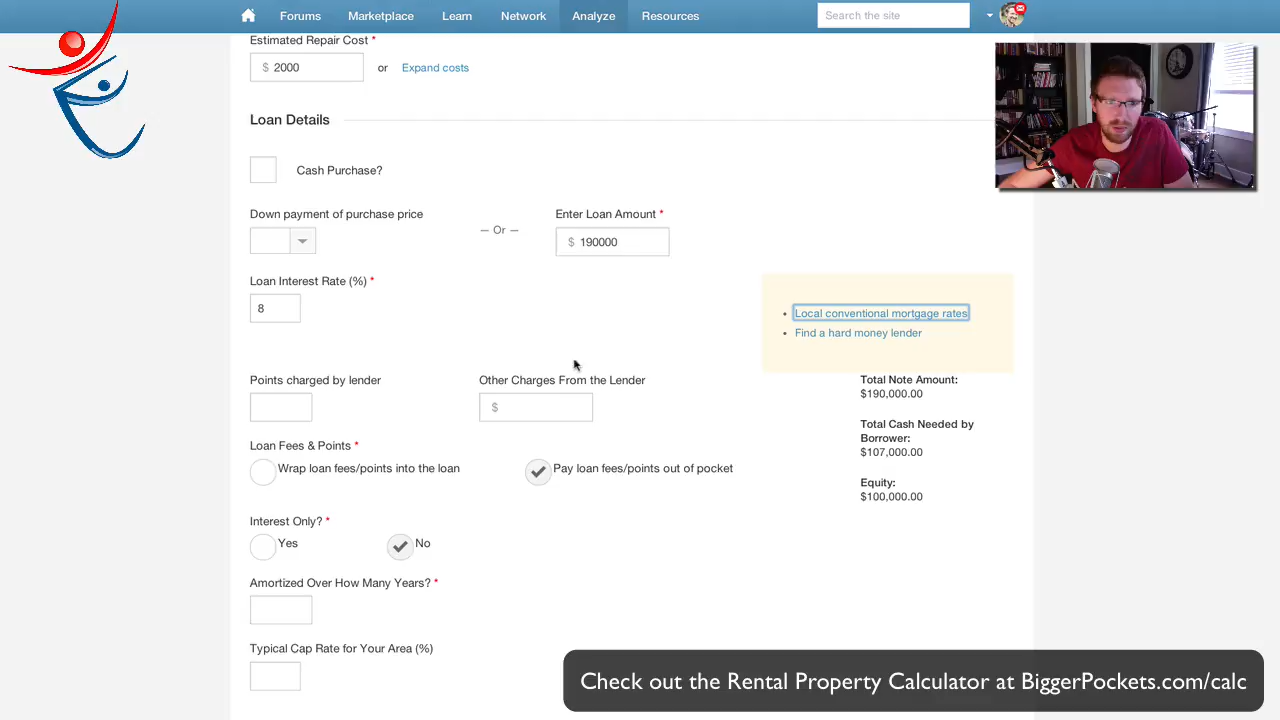 Forums Marketplace Learn Network Analyze Resources Search the site
Estimated Repair Cost *
$ 2000 or Expand costs
Loan Details
Cash Purchase?
Down payment of purchase price
— Or —
Enter Loan Amount *
$ 190000
Loan Interest Rate (%) *
8
• Local conventional mortgage rates
• Find a hard money lender
Points charged by lender
Other Charges From the Lender
$
Total Note Amount:
$190,000.00
Total Cash Needed by
Borrower:
$107,000.00
Equity:
$100,000.00
Loan Fees & Points *
Wrap loan fees/points into the loan
Pay loan fees/points out of pocket
Interest Only? *
Yes No
Amortized Over How Many Years? *
Typical Cap Rate for Your Area (%)
Check out the Rental Property Calculator at BiggerPockets.com/calc